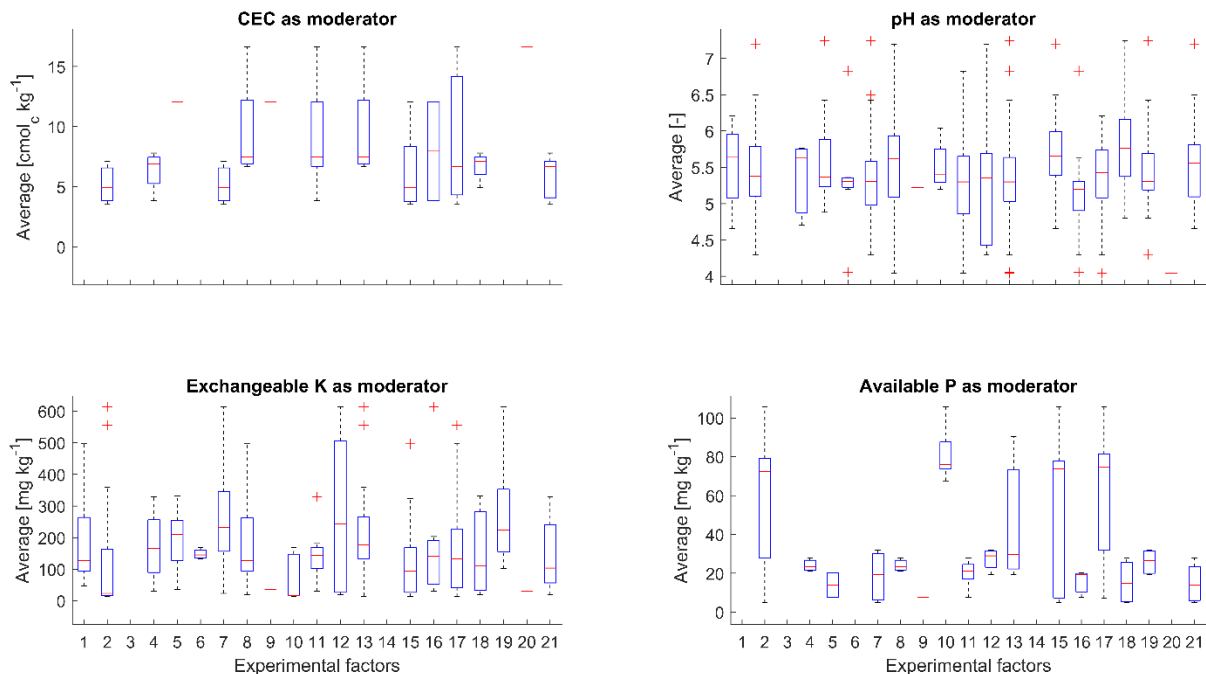 CEC as moderator
Average [cmol_c kg⁻¹]
15
10
5
0
pH as moderator
Average [-]
7
6.5
6
5.5
5
4.5
4
Exchangeable K as moderator
Average [mg kg⁻¹]
600
500
400
300
200
100
0
1 2 3 4 5 6 7 8 9 10 11 12 13 14 15 16 17 18 19 20 21
Experimental factors
Available P as moderator
Average [mg kg⁻¹]
100
80
60
40
20
0
1 2 3 4 5 6 7 8 9 10 11 12 13 14 15 16 17 18 19 20 21
Experimental factors